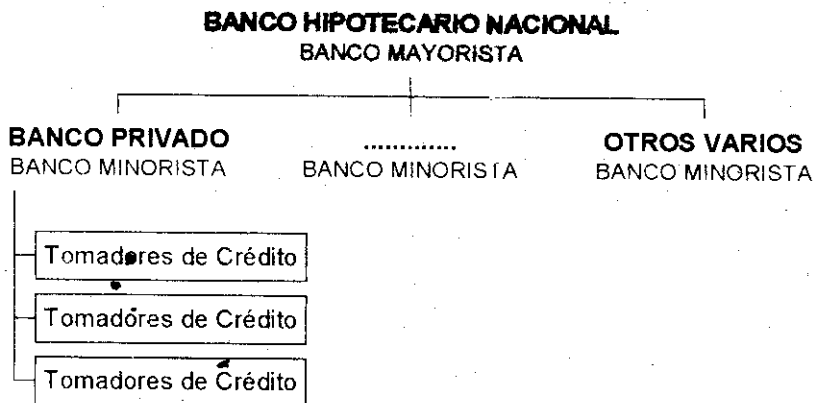 BANCO HIPOTECARIO NACIONAL
BANCO MAYORISTA
BANCO PRIVADO
BANCO MINORISTA
.............
BANCO MINORISTA
OTROS VARIOS
BANCO MINORISTA
Tomadores de Crédito
Tomadores de Crédito
Tomadores de Crédito